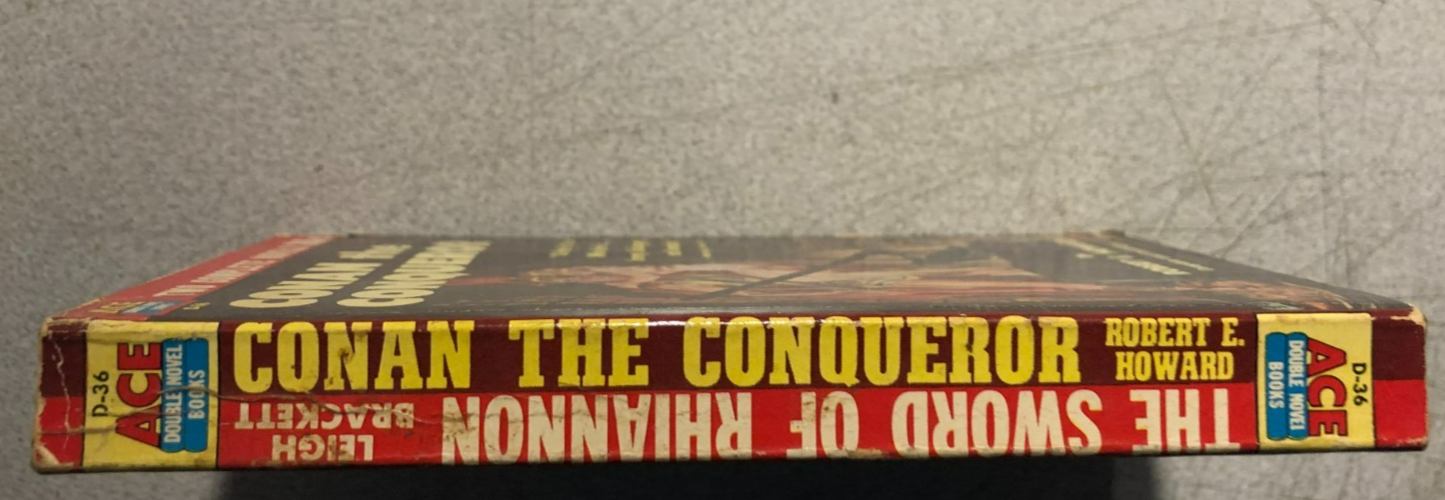 CONAN the
CONQUEROR
D-36
ACE
DOUBLE NOVEL
BOOKS
CONAN THE CONQUEROR
ROBERT E.
HOWARD
THE SWORD OF RHIANNON
LEIGH
BRACKETT
D-36
ACE
DOUBLE NOVEL
BOOKS